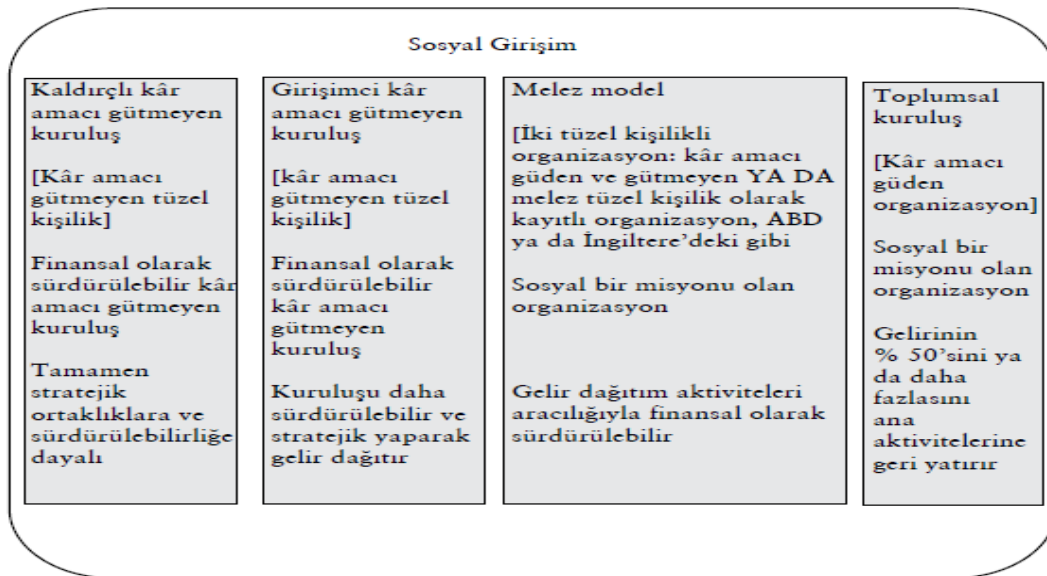 Sosyal Girişim
Kaldırçlı kâr
amacı gütmeyen
kuruluş
[Kâr amacı
gütmeyen tüzel
kişilik]
Finansal olarak
sürdürülebilir kâr
amacı gütmeyen
kuruluş
Tamamen
stratejik
ortaklıklara ve
sürdürülebilirliğe
dayalı
Girişimci kâr
amacı gütmeyen
kuruluş
[kâr amacı
gütmeyen tüzel
kişilik]
Finansal olarak
sürdürülebilir
kâr amacı
gütmeyen
kuruluş
Kuruluşu daha
sürdürülebilir ve
stratejik yaparak
gelir dağıtır
Melez model
[İki tüzel kişilikli
organizasyon: kâr amacı
güden ve gütmeyen YA DA
melez tüzel kişilik olarak
kayıtlı organizasyon, ABD
ya da İngiltere'deki gibi
Sosyal bir misyonu olan
organizasyon
Gelir dağıtım aktiviteleri
aracılığıyla finansal olarak
sürdürülebilir
Toplumsal
kuruluş
[Kâr amacı
güden
organizasyon]
Sosyal bir
misyonu olan
organizasyon
Gelirinin
% 50'sini ya
da daha
fazlasını
ana
aktivitelerine
geri yatırır